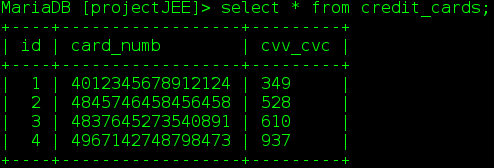 MariaDB [projectJEE]> select * from credit_cards;
+----+------------------+---------+
| id | card_numb | cvv_cvc |
+----+------------------+---------+
| 1 | 4012345678912124 | 349 |
| 2 | 4845746458456458 | 528 |
| 3 | 4837645273540891 | 610 |
| 4 | 4967142748798473 | 937 |
+----+------------------+---------+